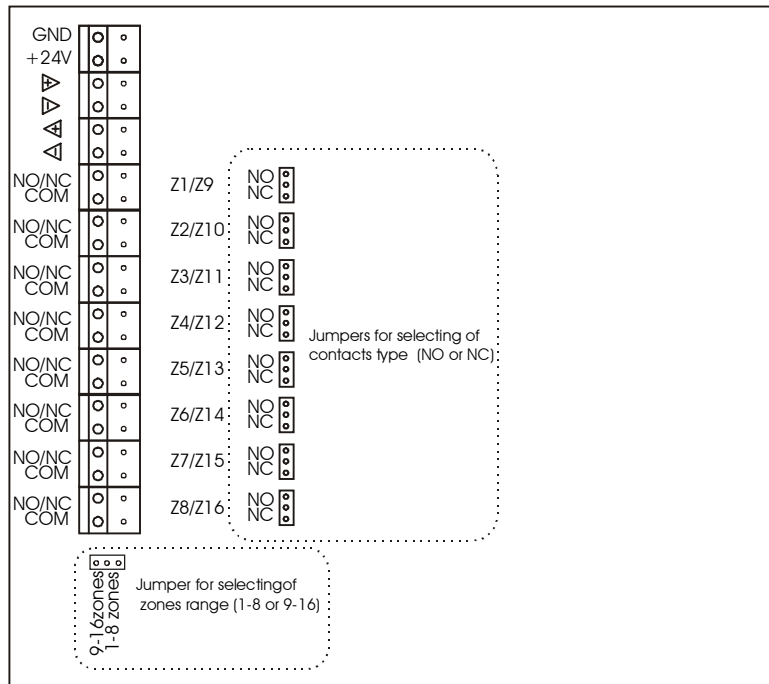 GND
+24V
+
−
+
−
NO/NC
COM
Z1/Z9
NO
NC
NO/NC
COM
Z2/Z10
NO
NC
NO/NC
COM
Z3/Z11
NO
NC
NO/NC
COM
Z4/Z12
NO
NC
Jumpers for selecting of
contacts type (NO or NC)
NO/NC
COM
Z5/Z13
NO
NC
NO/NC
COM
Z6/Z14
NO
NC
NO/NC
COM
Z7/Z15
NO
NC
NO/NC
COM
Z8/Z16
NO
NC
9-16zones
1-8 zones
Jumper for selectingof
zones range (1-8 or 9-16)